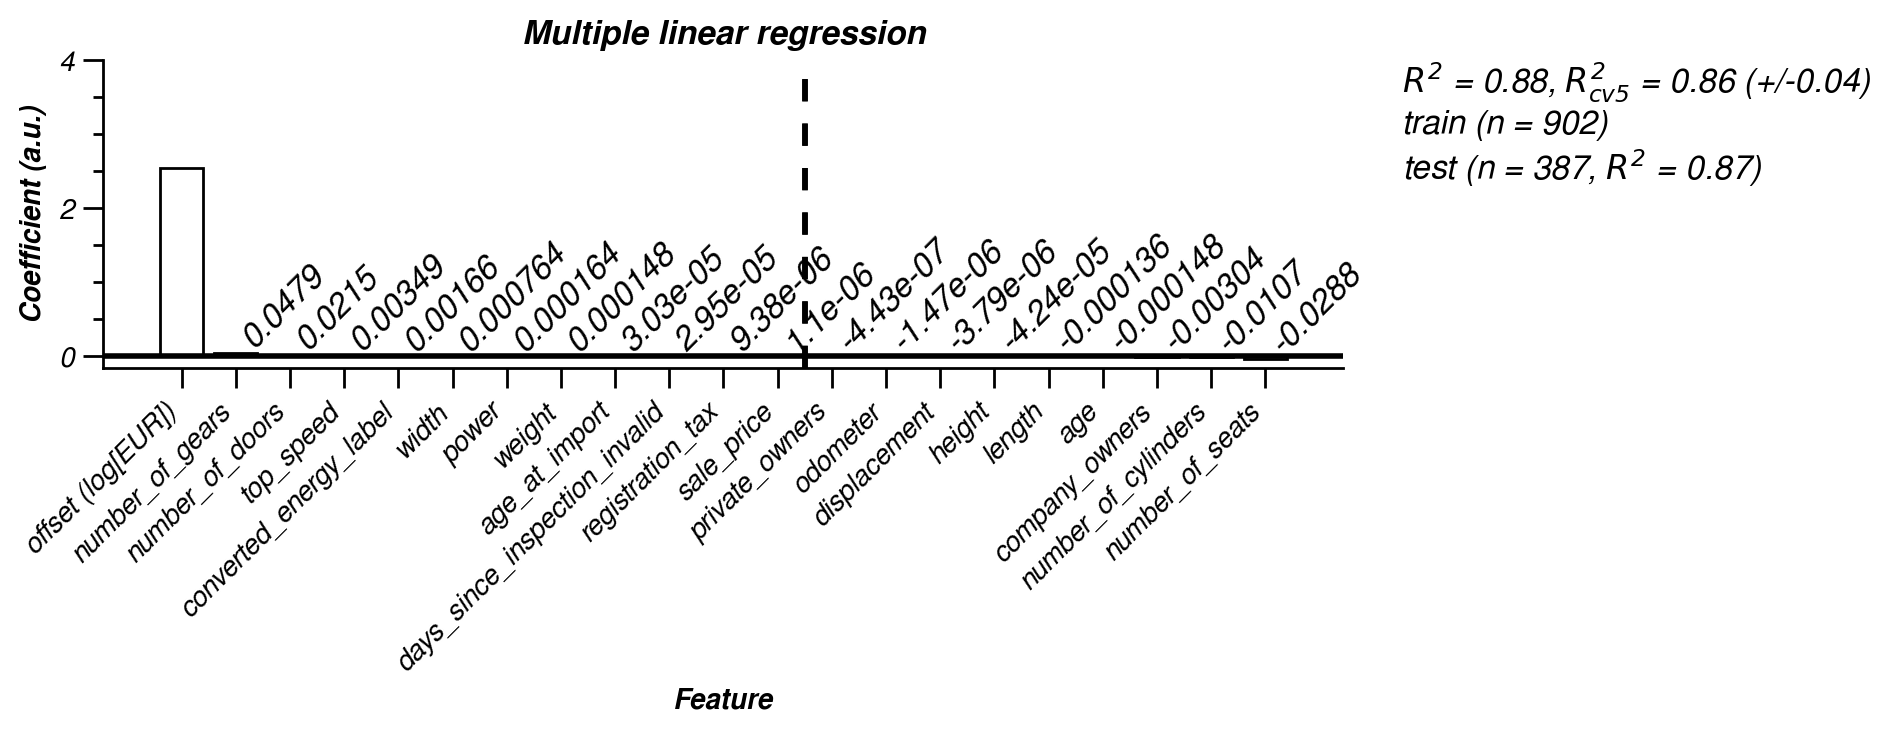 Multiple linear regression
R² = 0.88, R²cv5 = 0.86 (+/-0.04)
train (n = 902)
test (n = 387, R² = 0.87)
Coefficient (a.u.)
4
2
0
0.0479
0.0215
0.00349
0.00166
0.000764
0.000164
0.000148
3.03e-05
2.95e-05
9.38e-06
1.1e-06
-4.43e-07
-1.47e-06
-3.79e-06
-4.24e-05
-0.000136
-0.000148
-0.00304
-0.0107
-0.0288
offset (log[EUR])
number_of_gears
number_of_doors
top_speed
converted_energy_label
width
power
weight
age_at_import
days_since_inspection_invalid
registration_tax
sale_price
private_owners
odometer
displacement
height
length
age
company_owners
number_of_cylinders
number_of_seats
Feature